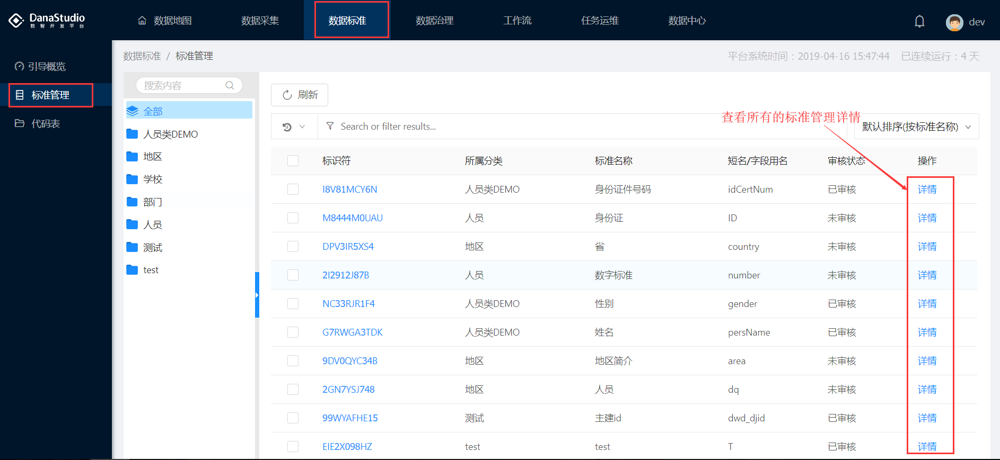 DanaStudio
数智开发平台
数据地图
数据采集
数据标准
数据治理
工作流
任务运维
数据中心
dev
引导概览
标准管理
代码表
数据标准 / 标准管理
平台系统时间：2019-04-16 15:47:44 已连续运行：4 天
搜索内容
全部
人员类DEMO
地区
学校
部门
人员
测试
test
刷新
Search or filter results...
查看所有的标准管理详情
默认排序(按标准名称)
标识符 所属分类 标准名称 短名/字段用名 审核状态 操作
I8V81MCY6N 人员类DEMO 身份证件号码 idCertNum 已审核 详情
M8444M0UAU 人员 身份证 ID 未审核 详情
DPV3IR5XS4 地区 省 country 未审核 详情
2I2912J87B 人员 数字标准 number 未审核 详情
NC33RJR1F4 人员类DEMO 性别 gender 已审核 详情
G7RWGA3TDK 人员类DEMO 姓名 persName 已审核 详情
9DV0QYC34B 地区 地区简介 area 未审核 详情
2GN7YSJ748 地区 人员 dq 未审核 详情
99WYAFHE15 测试 主建id dwd_djid 已审核 详情
EIE2X098HZ test test T 已审核 详情